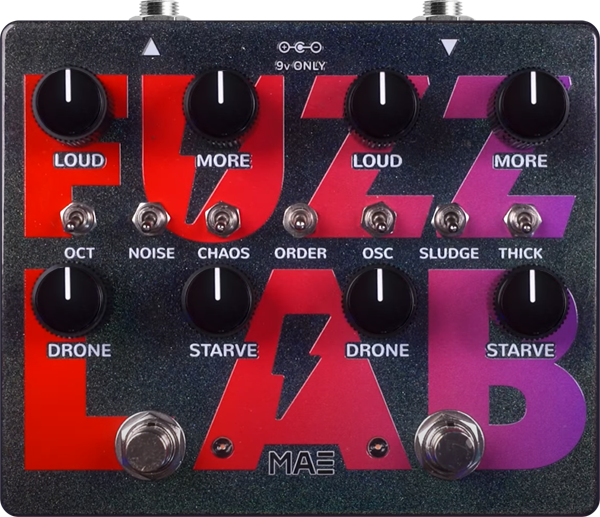 9v ONLY
FUZZ
LOUD MORE LOUD MORE
OCT NOISE CHAOS ORDER OSC SLUDGE THICK
LAB
DRONE STARVE DRONE STARVE
MAE